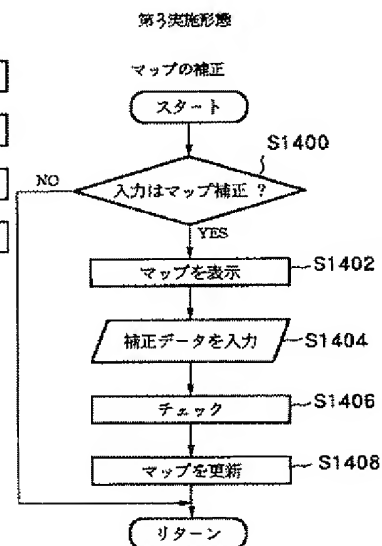 第3実施形態
マップの補正
スタート
S1400
入力はマップ補正 ?
NO
YES
マップを表示
S1402
補正データを入力
S1404
チェック
S1406
マップを更新
S1408
リターン